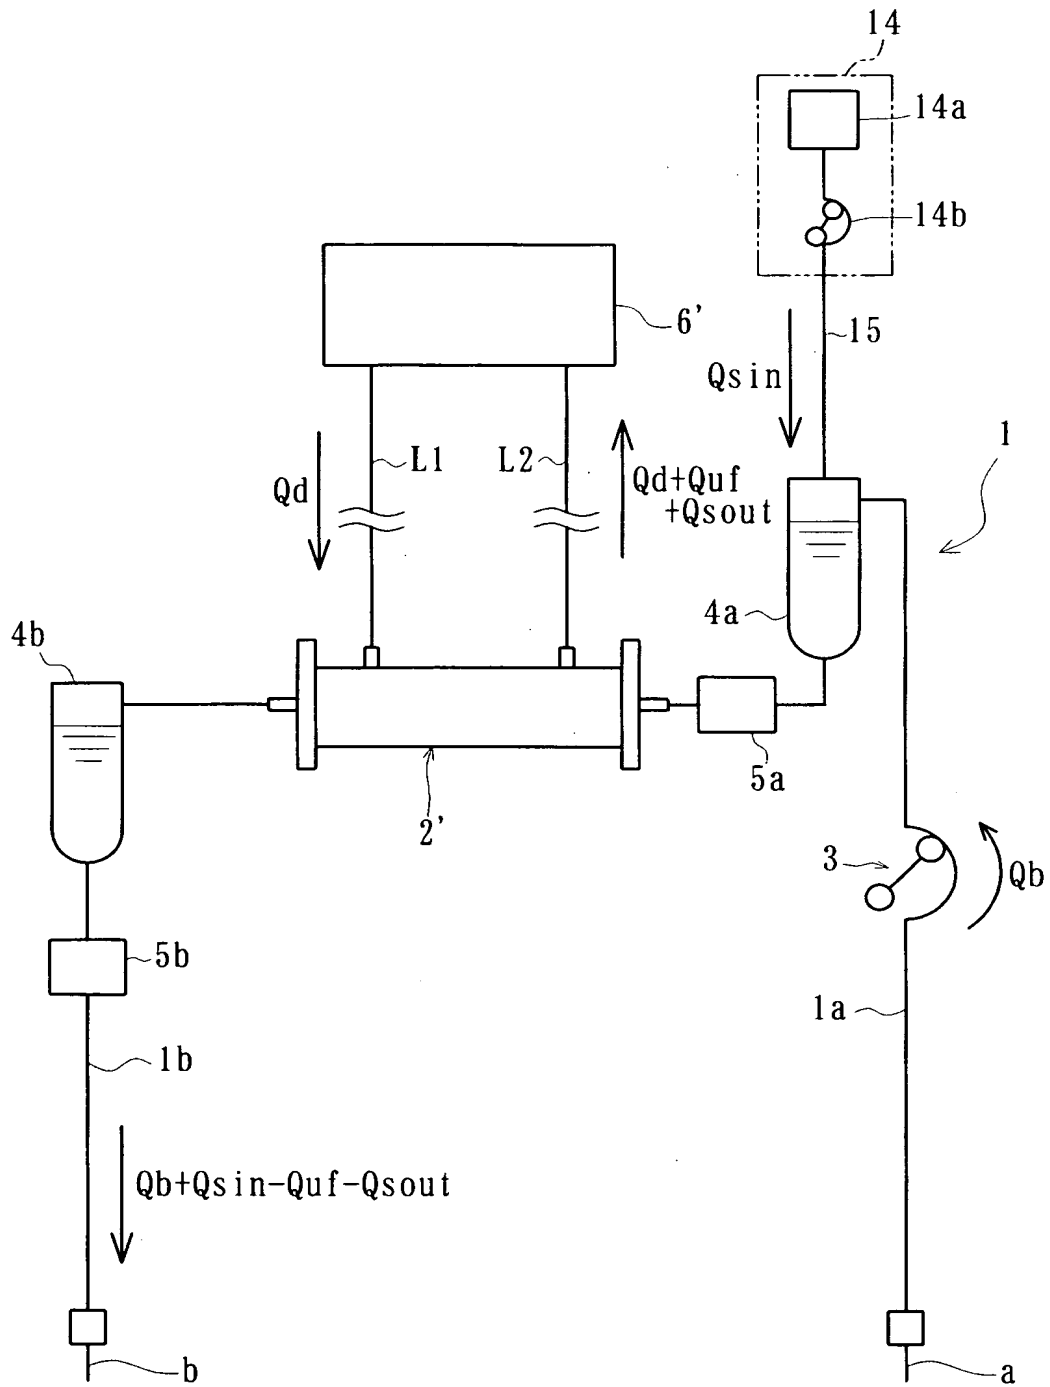 14
14a
14b
6'
15
Qsin
1
L1
L2
Qd
Qd+Quf
+Qsout
4a
4b
5a
2'
3
Qb
5b
1a
1b
Qb+Qsin-Quf-Qsout
b
a